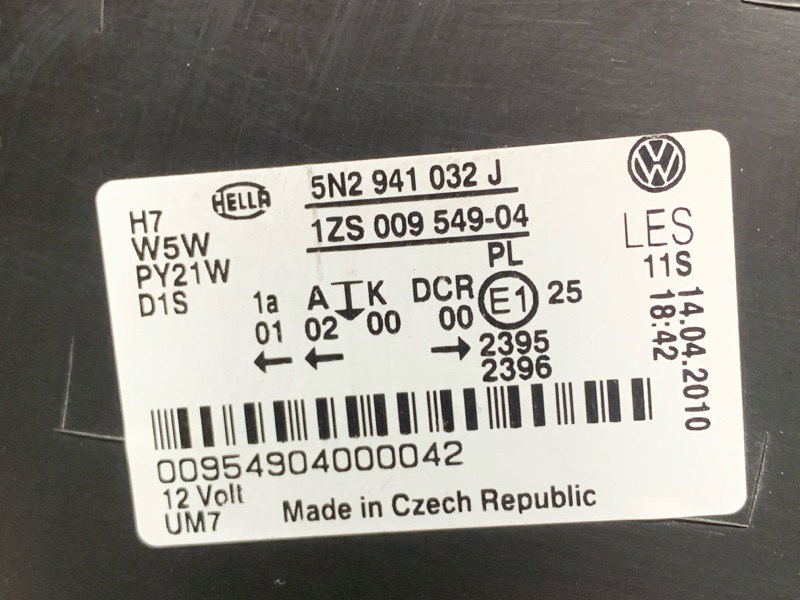 HELLA
5N2 941 032 J
1ZS 009 549-04
H7
W5W
PY21W
D1S
PL
1a A K DCR E1 25
01 02 00 00
2395
2396
LES
11S
14.04.2010
18:42
00954904000042
12 Volt
UM7
Made in Czech Republic